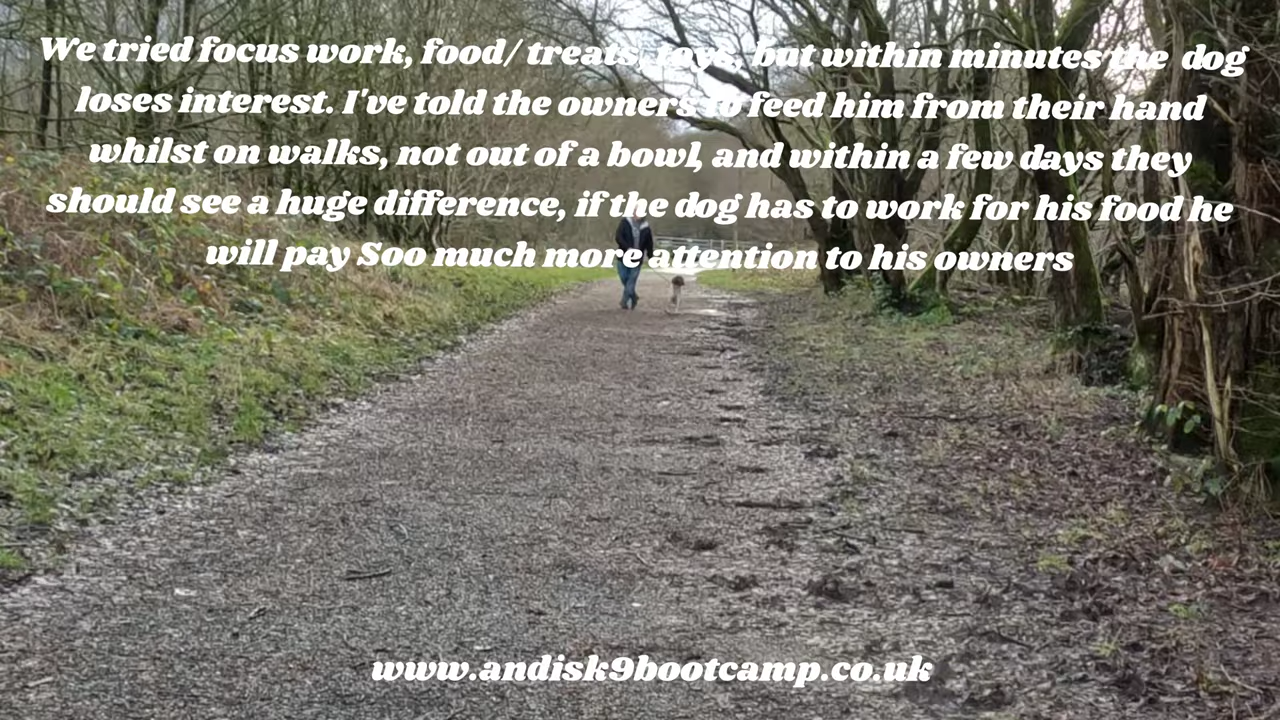 We tried focus work, food/ treats, toys, but within minutes the dog
loses interest. I've told the owners to feed him from their hand
whilst on walks, not out of a bowl, and within a few days they
should see a huge difference, if the dog has to work for his food he
will pay Soo much more attention to his owners
www.andisk9bootcamp.co.uk